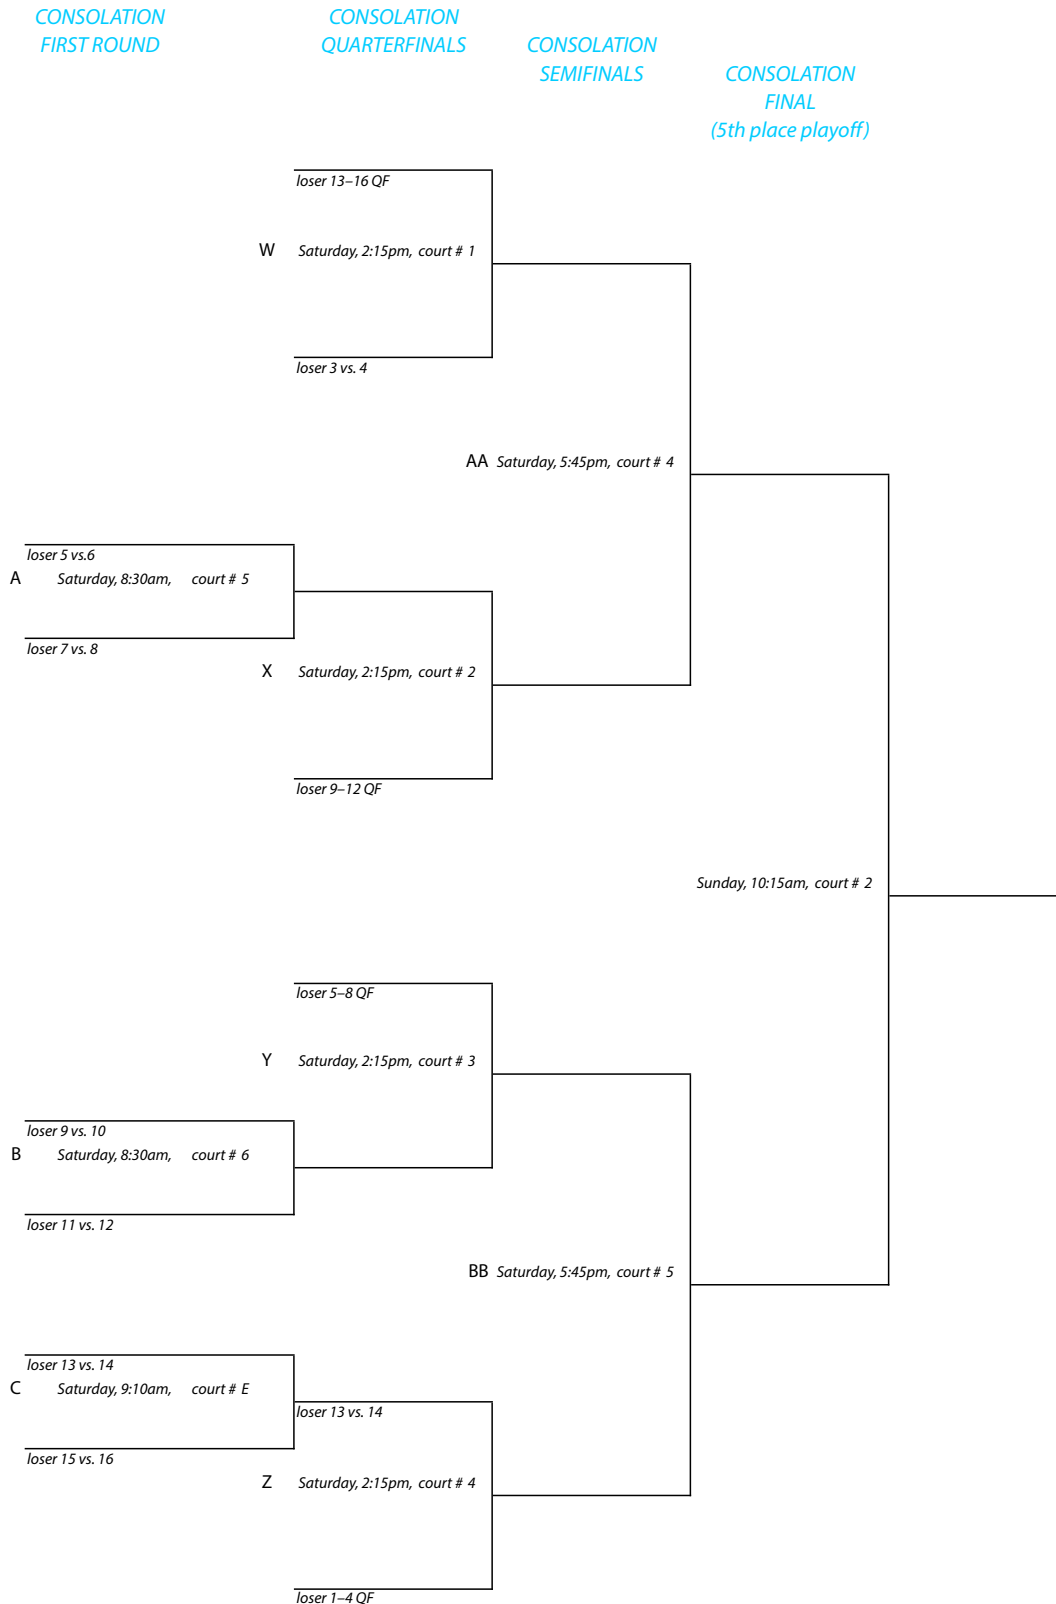 CONSOLATION
FIRST ROUND
CONSOLATION
QUARTERFINALS
CONSOLATION
SEMIFINALS
CONSOLATION
FINAL
(5th place playoff)
loser 13–16 QF
W Saturday, 2:15pm, court # 1
loser 3 vs. 4
AA Saturday, 5:45pm, court # 4
loser 5 vs.6
A Saturday, 8:30am, court # 5
loser 7 vs. 8
X Saturday, 2:15pm, court # 2
loser 9–12 QF
Sunday, 10:15am, court # 2
loser 5–8 QF
Y Saturday, 2:15pm, court # 3
loser 9 vs. 10
B Saturday, 8:30am, court # 6
loser 11 vs. 12
BB Saturday, 5:45pm, court # 5
loser 13 vs. 14
C Saturday, 9:10am, court # E
loser 13 vs. 14
loser 15 vs. 16
Z Saturday, 2:15pm, court # 4
loser 1–4 QF